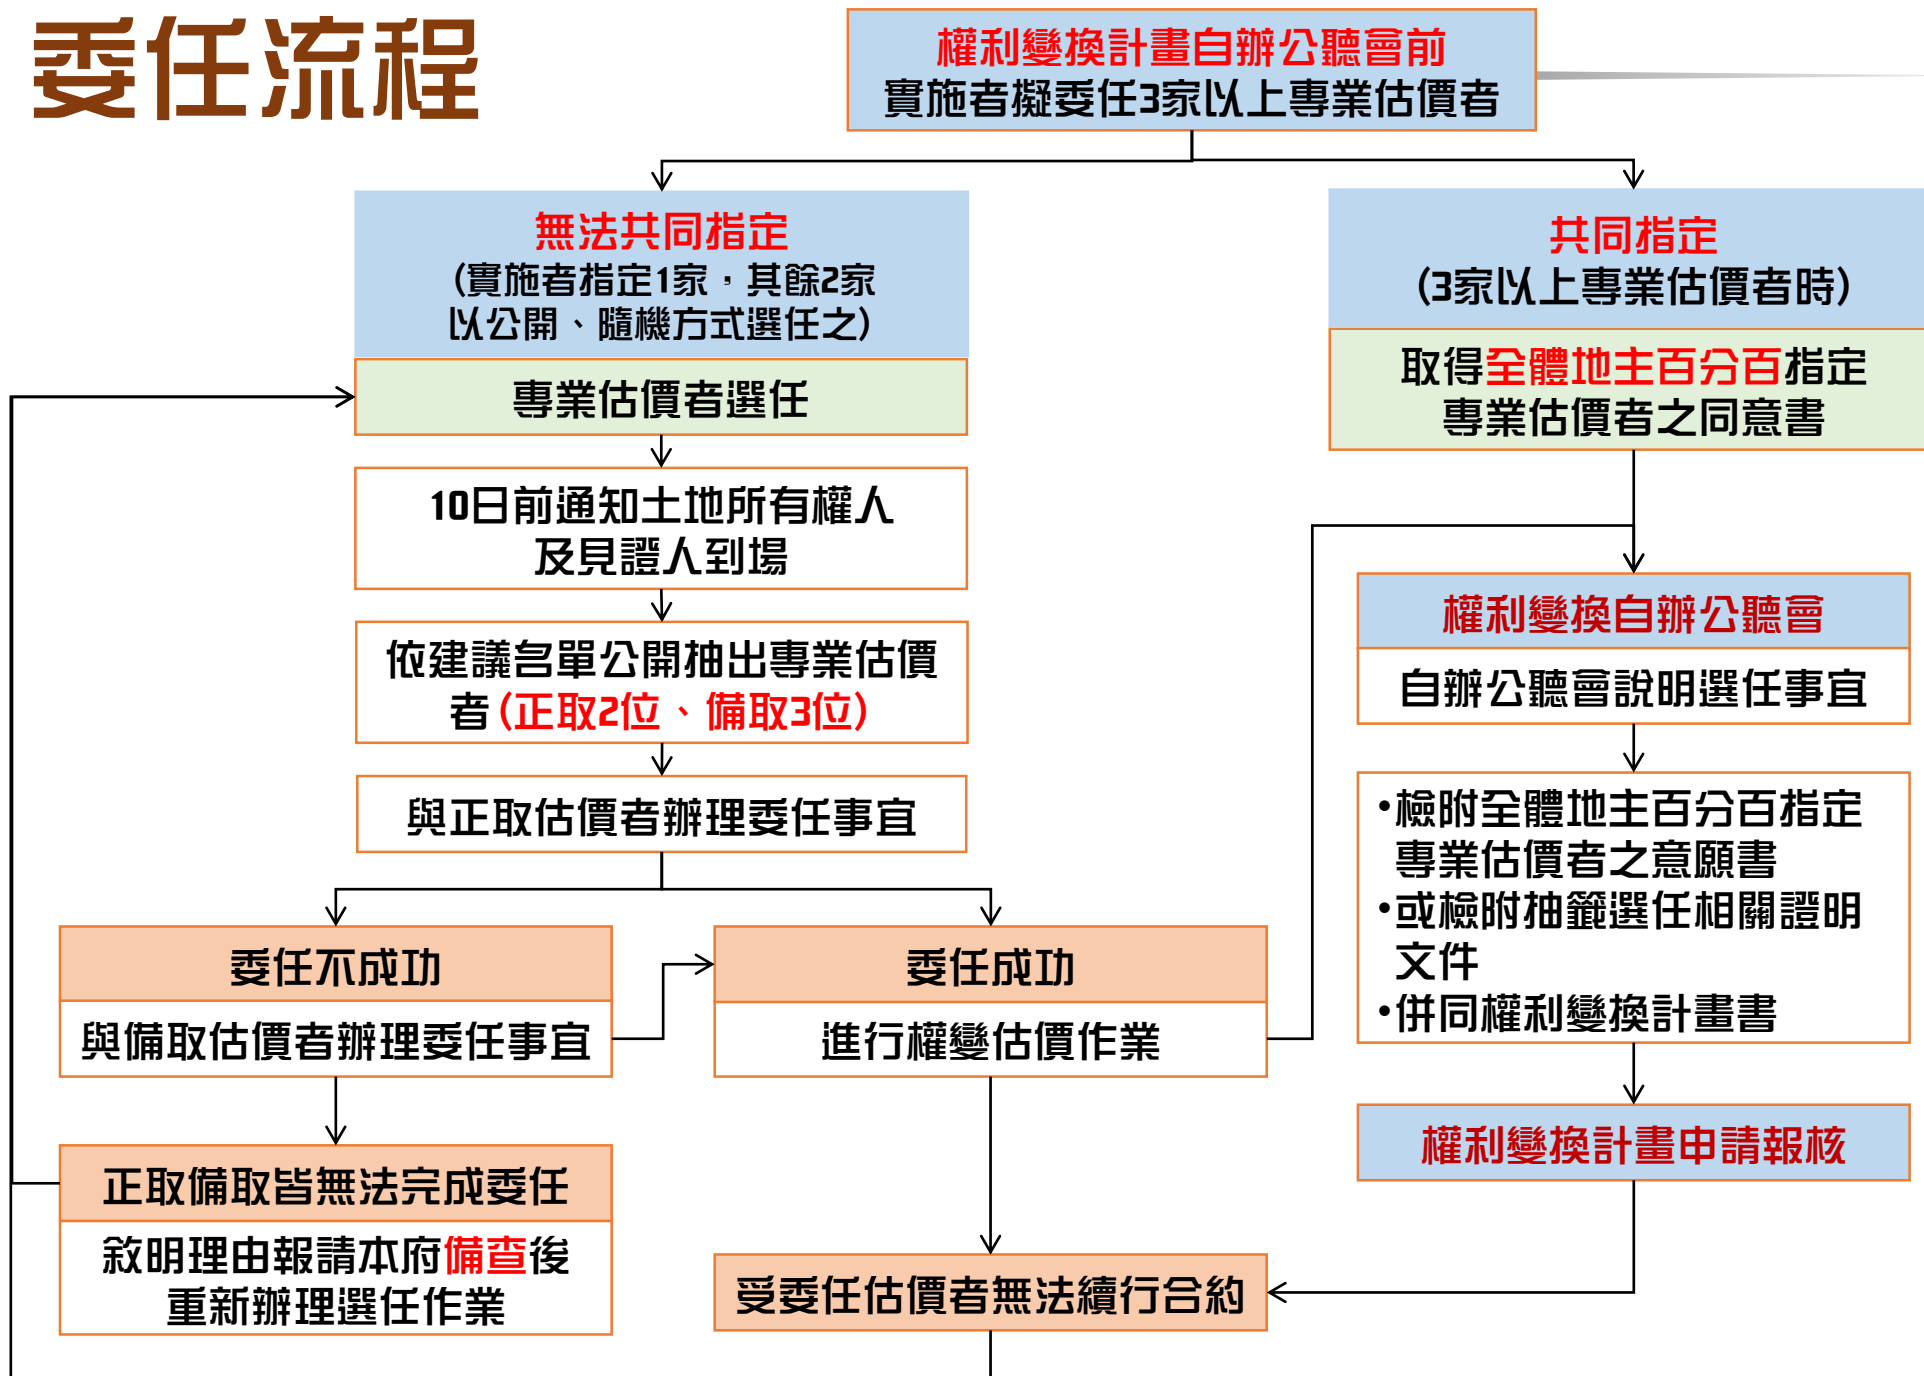 委任流程
權利變換計畫自辦公聽會前
實施者擬委任3家以上專業估價者
無法共同指定
(實施者指定1家，其餘2家
以公開、隨機方式選任之)
專業估價者選任
10日前通知土地所有權人
及見證人到場
依建議名單公開抽出專業估價
者(正取2位、備取3位)
與正取估價者辦理委任事宜
委任不成功
與備取估價者辦理委任事宜
正取備取皆無法完成委任
敘明理由報請本府備查後
重新辦理選任作業
委任成功
進行權變估價作業
受委任估價者無法續行合約
共同指定
(3家以上專業估價者時)
取得全體地主百分百指定
專業估價者之同意書
權利變換自辦公聽會
自辦公聽會說明選任事宜
•檢附全體地主百分百指定
專業估價者之意願書
•或檢附抽籤選任相關證明
文件
•併同權利變換計畫書
權利變換計畫申請報核